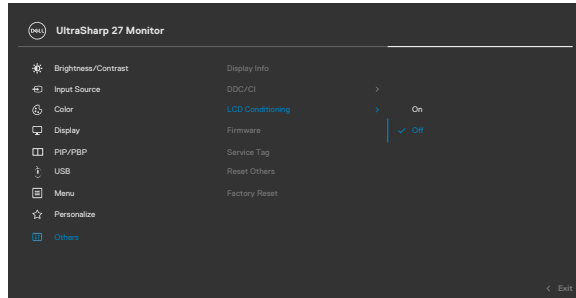 DELL UltraSharp 27 Monitor
Brightness/Contrast Display Info
Input Source DDC/CI >
Color LCD Conditioning > On
Display Firmware ✓ Off
PIP/PBP Service Tag
USB Reset Others
Menu Factory Reset
Personalize
Others
< Exit